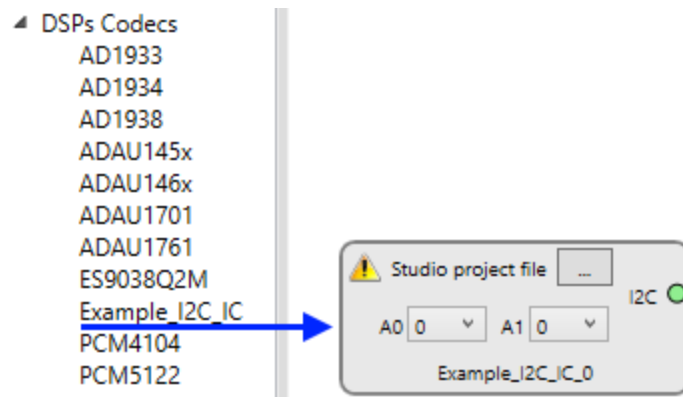 DSPs Codecs
AD1933
AD1934
AD1938
ADAU145x
ADAU146x
ADAU1701
ADAU1761
ES9038Q2M
Example_I2C_IC
PCM4104
PCM5122
Studio project file ...
I2C
A0 0 A1 0
Example_I2C_IC_0